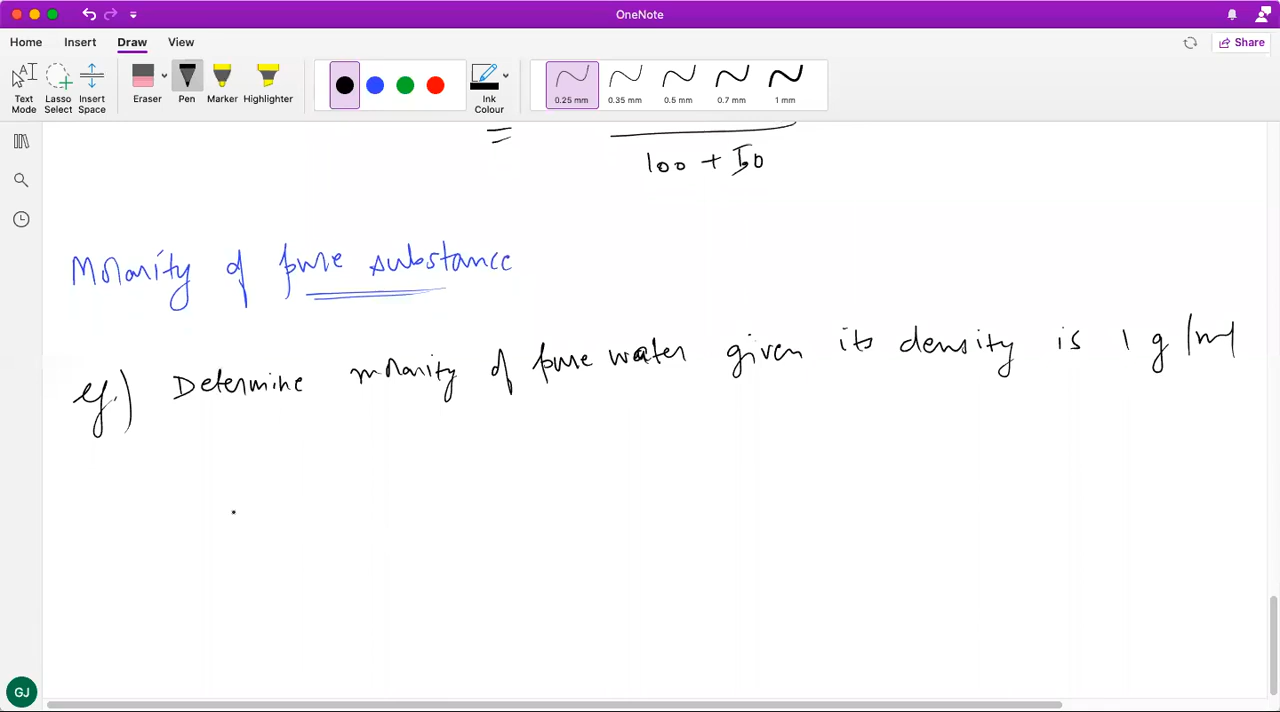 OneNote
Home Insert Draw View
Share
Text Mode
Lasso Select
Insert Space
Eraser
Pen
Marker
Highlighter
Ink Colour
0.25 mm
0.35 mm
0.5 mm
0.7 mm
1 mm
=
100 + 50
Molarity of pure substance
eg.) Determine molarity of pure water given its density is 1 g/ml
GJ